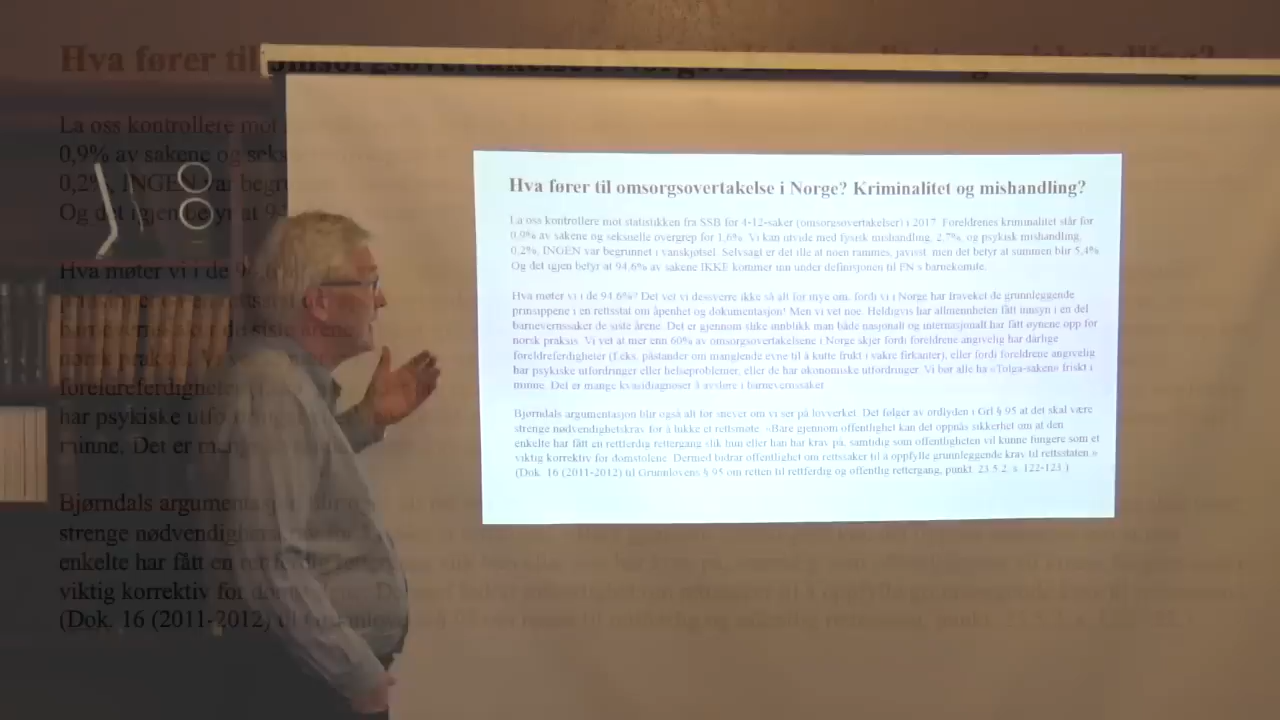 Hva fører til omsorgsovertakelse i Norge? Kriminalitet og mishandling?
La oss kontrollere mot statistikken fra SSB for 4-12-saker (omsorgsovertakelser) i 2017. Foreldrenes kriminalitet står for
0,9% av sakene og seksuelle overgrep for 1,6%. Vi kan utvide med fysisk mishandling, 2,7%, og psykisk mishandling,
0,2%, INGEN var begrunnet i vanskjøtsel. Selvsagt er det ille at noen rammes, javisst, men det betyr at summen blir 5,4%
Og det igjen betyr at 94,6% av sakene IKKE kommer inn under definisjonen til FN's barnekomite.
Hva møter vi i de 94,6%? Det vet vi dessverre ikke så alt for mye om, fordi vi i Norge har fraveket de grunnleggende
prinsippene i en rettsstat om åpenhet og dokumentasjon! Men vi vet noe. Heldigvis har allmennheten fått innsyn i en del
barnevernssaker de siste årene. Det er gjennom slike innblikk man både nasjonalt og internasjonalt har fått øynene opp for
norsk praksis. Vi vet at mer enn 60% av omsorgsovertakelsene i Norge skjer fordi foreldrene angivelig har dårlige
foreldreferdigheter (f.eks. påstander om manglende evne til å kutte frukt i vakre firkanter), eller fordi foreldrene angivelig
har psykiske utfordringer eller helseproblemer, eller de har økonomiske utfordringer. Vi bør alle ha «Tolga-saken» friskt i
minne. Det er mange kvasidiagnoser å avsløre i barnevernssaker.
Bjørndals argumentasjon blir også alt for snever om vi ser på lovverket. Det følger av ordlyden i Grl § 95 at det skal være
strenge nødvendighetskrav for å lukke et rettsmøte. «Bare gjennom offentlighet kan det oppnås sikkerhet om at den
enkelte har fått en rettferdig rettergang slik hun eller han har krav på, samtidig som offentligheten vil kunne fungere som et
viktig korrektiv for domstolene. Dermed bidrar offentlighet om rettssaker til å oppfylle grunnleggende krav til rettsstaten.»
(Dok. 16 (2011-2012) til Grunnlovens § 95 om retten til rettferdig og offentlig rettergang, punkt. 23.5.2. s. 122-123.)